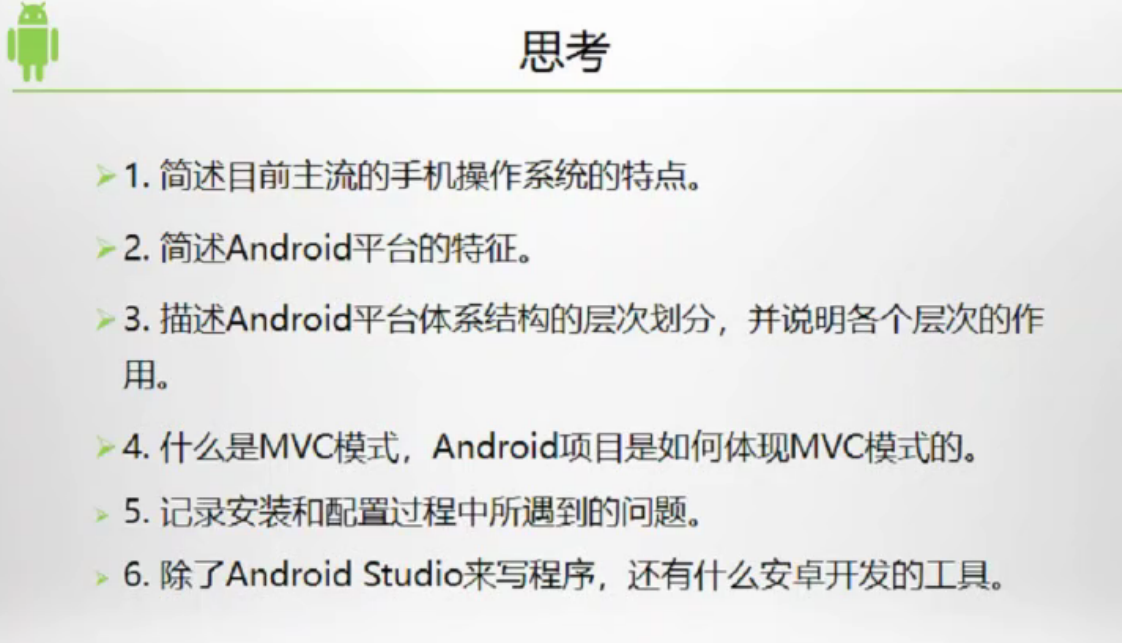 思考
1. 简述目前主流的手机操作系统的特点。
2. 简述Android平台的特征。
3. 描述Android平台体系结构的层次划分，并说明各个层次的作
用。
4. 什么是MVC模式，Android项目是如何体现MVC模式的。
5. 记录安装和配置过程中所遇到的问题。
6. 除了Android Studio来写程序，还有什么安卓开发的工具。